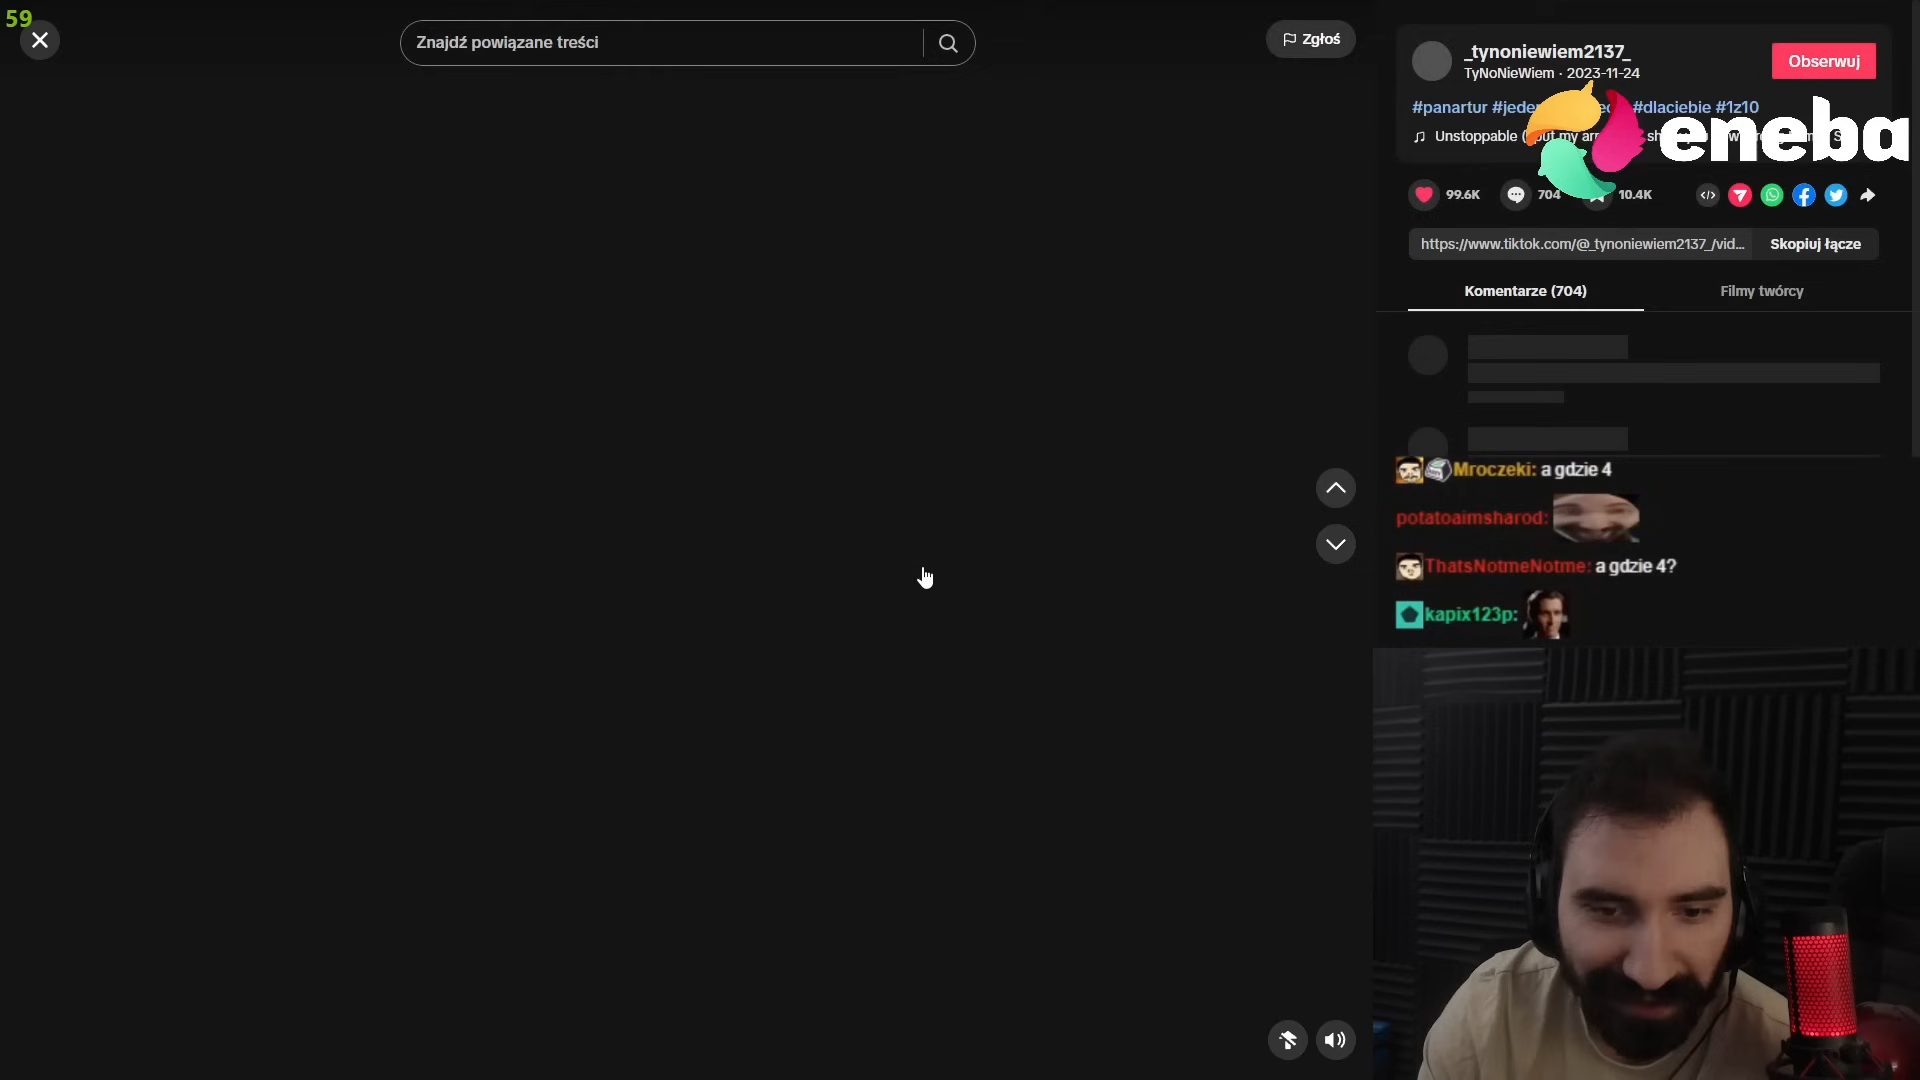 59
Znajdź powiązane treści
Zgłoś
_tynoniewiem2137_
TyNoNieWiem · 2023-11-24
Obserwuj
#panartur #dlaciebie #1z10
eneba
Unstoppable
99.6K
704
10.4K
https://www.tiktok.com/@_tynoniewiem2137_/vid...
Skopiuj łącze
Komentarze (704)
Filmy twórcy
Mroczeki: a gdzie 4
potatoaimsharod:
ThatsNotmeNotme: a gdzie 4?
kapix123p: